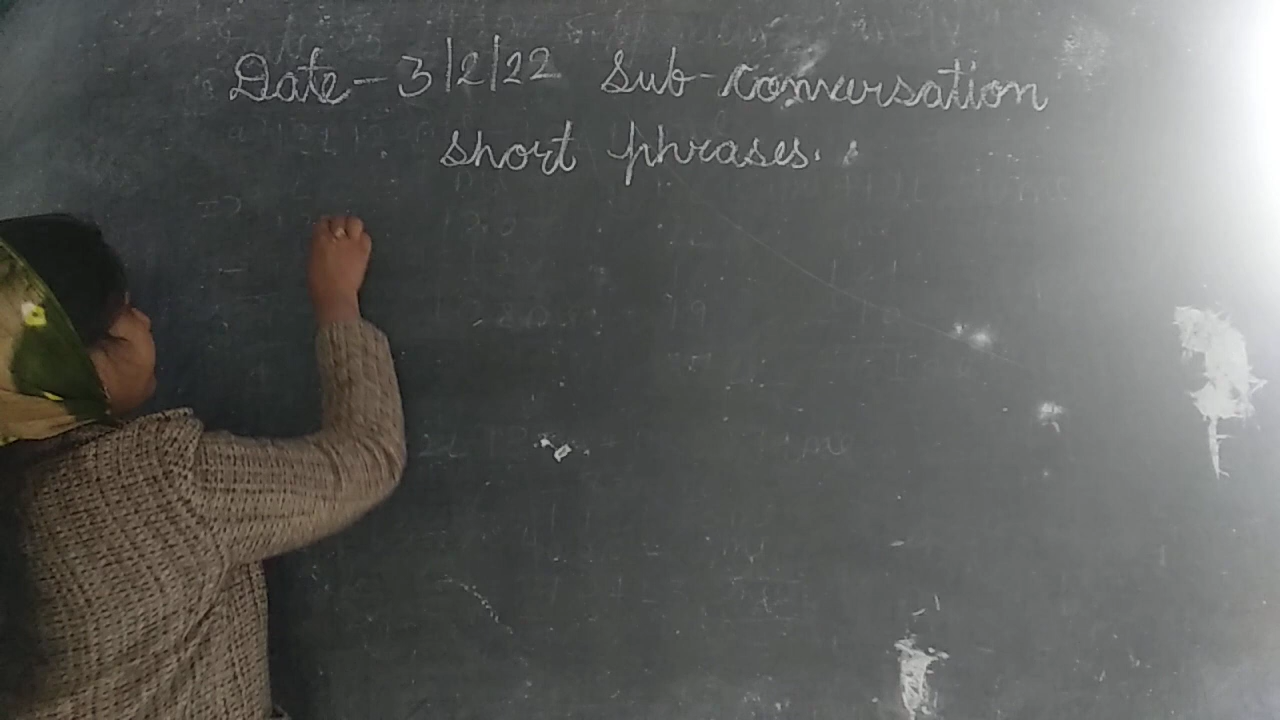 Date - 3/2/22 Sub- conversation
short phrases.